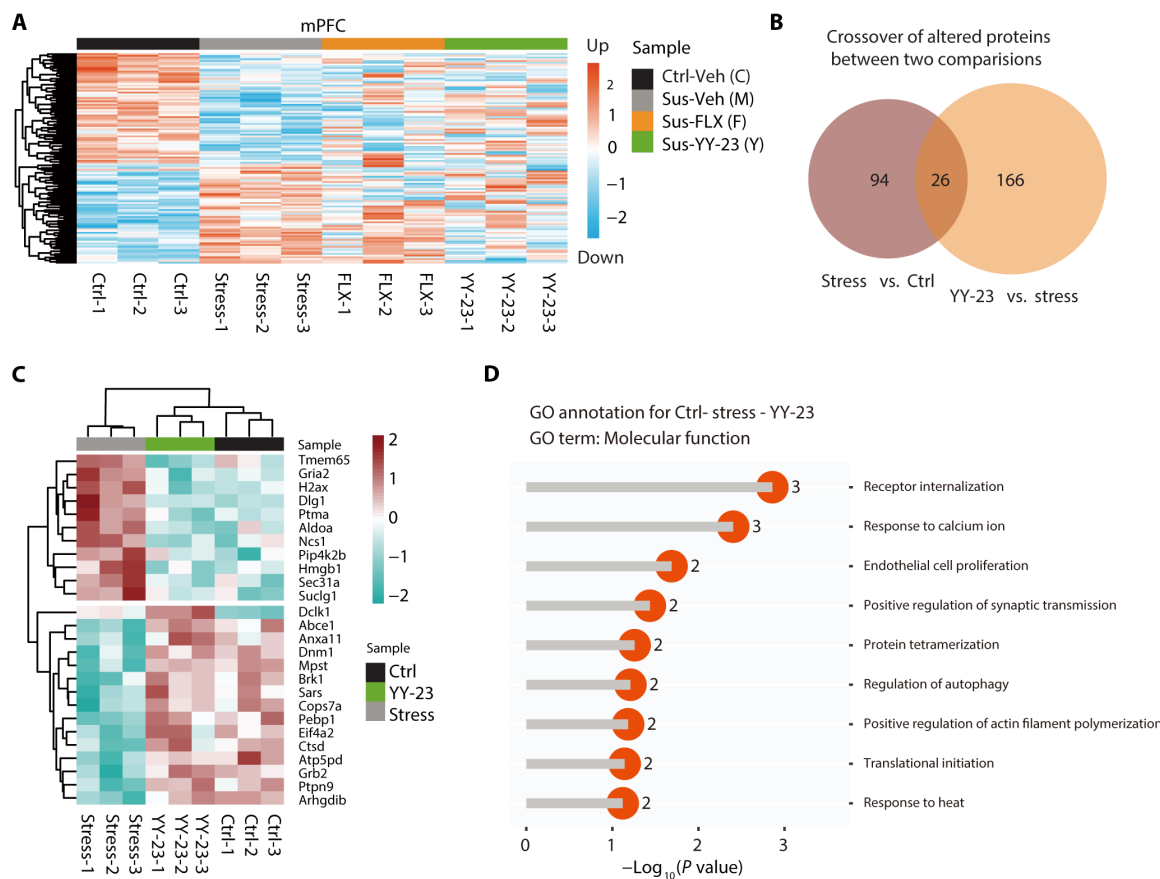 A
mPFC
Up
2
1
0
−1
−2
Down
Sample
Ctrl-Veh (C)
Sus-Veh (M)
Sus-FLX (F)
Sus-YY-23 (Y)
Ctrl-1
Ctrl-2
Ctrl-3
Stress-1
Stress-2
Stress-3
FLX-1
FLX-2
FLX-3
YY-23-1
YY-23-2
YY-23-3
B
Crossover of altered proteins
between two comparisions
94
26
166
Stress vs. Ctrl
YY-23 vs. stress
C
Sample
Tmem65
Gria2
H2ax
Dlg1
Ptma
Aldoa
Ncs1
Pip4k2b
Hmgb1
Sec31a
Suclg1
Dclk1
Abce1
Anxa11
Dnm1
Mpst
Brk1
Sars
Cops7a
Pebp1
Eif4a2
Ctsd
Atp5pd
Grb2
Ptpn9
Arhgdib
2
1
0
−1
−2
Sample
Ctrl
YY-23
Stress
Stress-1
Stress-2
Stress-3
YY-23-1
YY-23-2
YY-23-3
Ctrl-1
Ctrl-2
Ctrl-3
D
GO annotation for Ctrl- stress - YY-23
GO term: Molecular function
3 Receptor internalization
3 Response to calcium ion
2 Endothelial cell proliferation
2 Positive regulation of synaptic transmission
2 Protein tetramerization
2 Regulation of autophagy
2 Positive regulation of actin filament polymerization
2 Translational initiation
2 Response to heat
0 1 2 3
−Log10(P value)